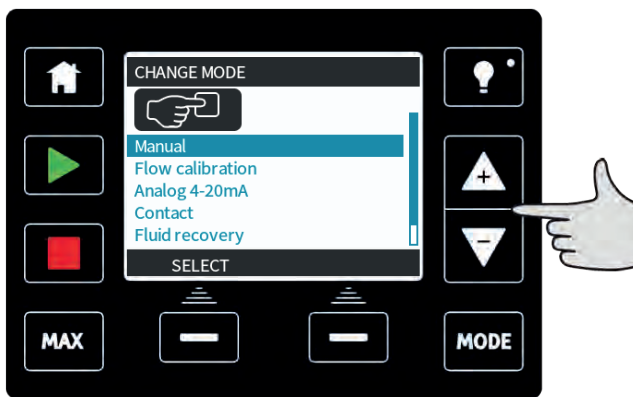 CHANGE MODE
Manual
Flow calibration
Analog 4-20mA
Contact
Fluid recovery
SELECT
+
-
MAX
MODE